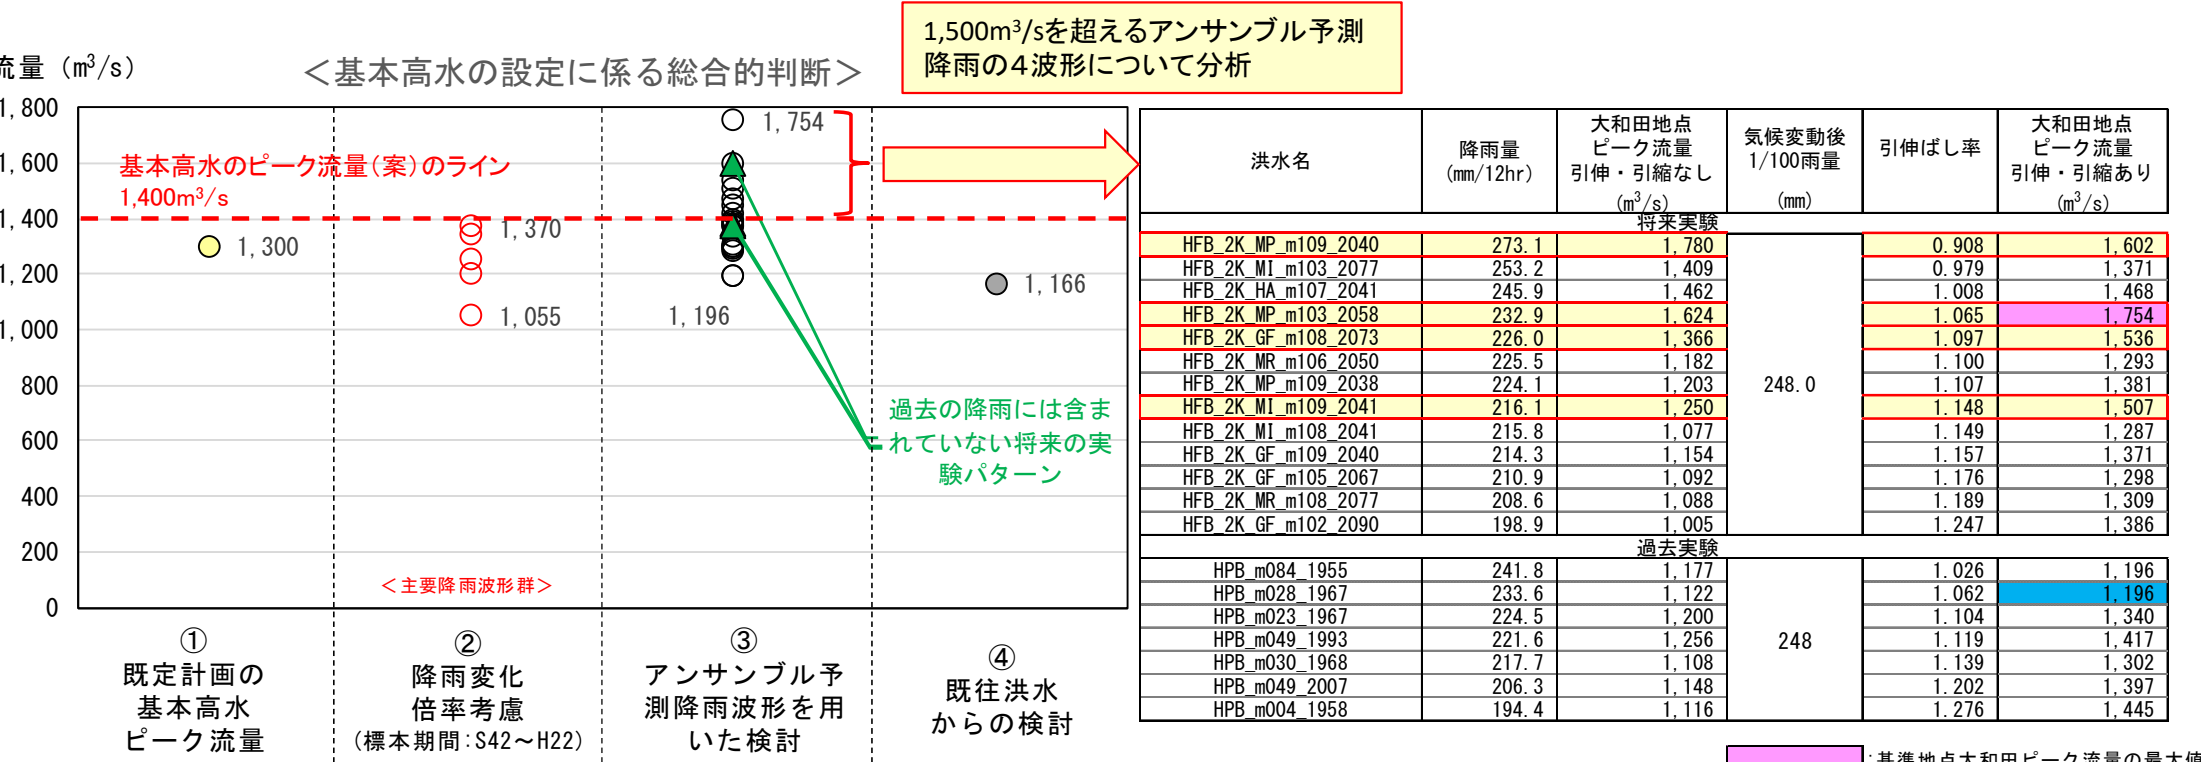 1,500m³/sを超えるアンサンブル予測
降雨の4波形について分析
流量（m³/s）
＜基本高水の設定に係る総合的判断＞
1,800
1,600
1,400
1,200
1,000
800
600
400
200
0
基本高水のピーク流量(案)のライン
1,400m³/s
1,300
1,370
1,055
1,754
1,196
1,166
過去の降雨には含ま
れていない将来の実
験パターン
＜主要降雨波形群＞
①
既定計画の
基本高水
ピーク流量
②
降雨変化
倍率考慮
(標本期間:S42～H22)
③
アンサンブル予
測降雨波形を用
いた検討
④
既往洪水
からの検討
洪水名 降雨量 (mm/12hr) 大和田地点 ピーク流量 引伸・引縮なし (m³/s) 気候変動後 1/100雨量 (mm) 引伸ばし率 大和田地点 ピーク流量 引伸・引縮あり (m³/s)
将来実験
HFB_2K_MP_m109_2040 273.1 1,780 0.908 1,602
HFB_2K_MI_m103_2077 253.2 1,409 0.979 1,371
HFB_2K_HA_m107_2041 245.9 1,462 1.008 1,468
HFB_2K_MP_m103_2058 232.9 1,624 1.065 1,754
HFB_2K_GF_m108_2073 226.0 1,366 1.097 1,536
HFB_2K_MR_m106_2050 225.5 1,182 1.100 1,293
HFB_2K_MP_m109_2038 224.1 1,203 248.0 1.107 1,381
HFB_2K_MI_m109_2041 216.1 1,250 1.148 1,507
HFB_2K_MI_m108_2041 215.8 1,077 1.149 1,287
HFB_2K_GF_m109_2040 214.3 1,154 1.157 1,371
HFB_2K_GF_m105_2067 210.9 1,092 1.176 1,298
HFB_2K_MR_m108_2077 208.6 1,088 1.189 1,309
HFB_2K_GF_m102_2090 198.9 1,005 1.247 1,386
過去実験
HPB_m084_1955 241.8 1,177 1.026 1,196
HPB_m028_1967 233.6 1,122 1.062 1,196
HPB_m023_1967 224.5 1,200 1.104 1,340
HPB_m049_1993 221.6 1,256 248 1.119 1,417
HPB_m030_1968 217.7 1,108 1.139 1,302
HPB_m049_2007 206.3 1,148 1.202 1,397
HPB_m004_1958 194.4 1,116 1.276 1,445
:基準地点大和田ピーク流量の最大値